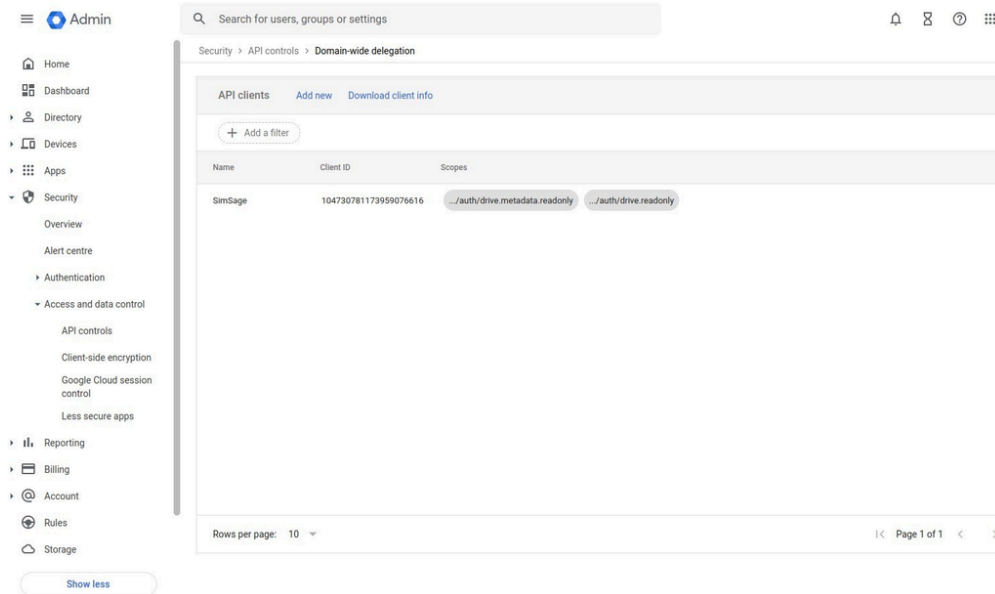 Admin
Search for users, groups or settings
Security > API controls > Domain-wide delegation
Home
Dashboard
Directory
Devices
Apps
Security
Overview
Alert centre
Authentication
Access and data control
API controls
Client-side encryption
Google Cloud session
control
Less secure apps
Reporting
Billing
Account
Rules
Storage
Show less
API clients Add new Download client info
+ Add a filter
Name Client ID Scopes
SimSage 104730781173959076616 .../auth/drive.metadata.readonly .../auth/drive.readonly
Rows per page: 10 Page 1 of 1